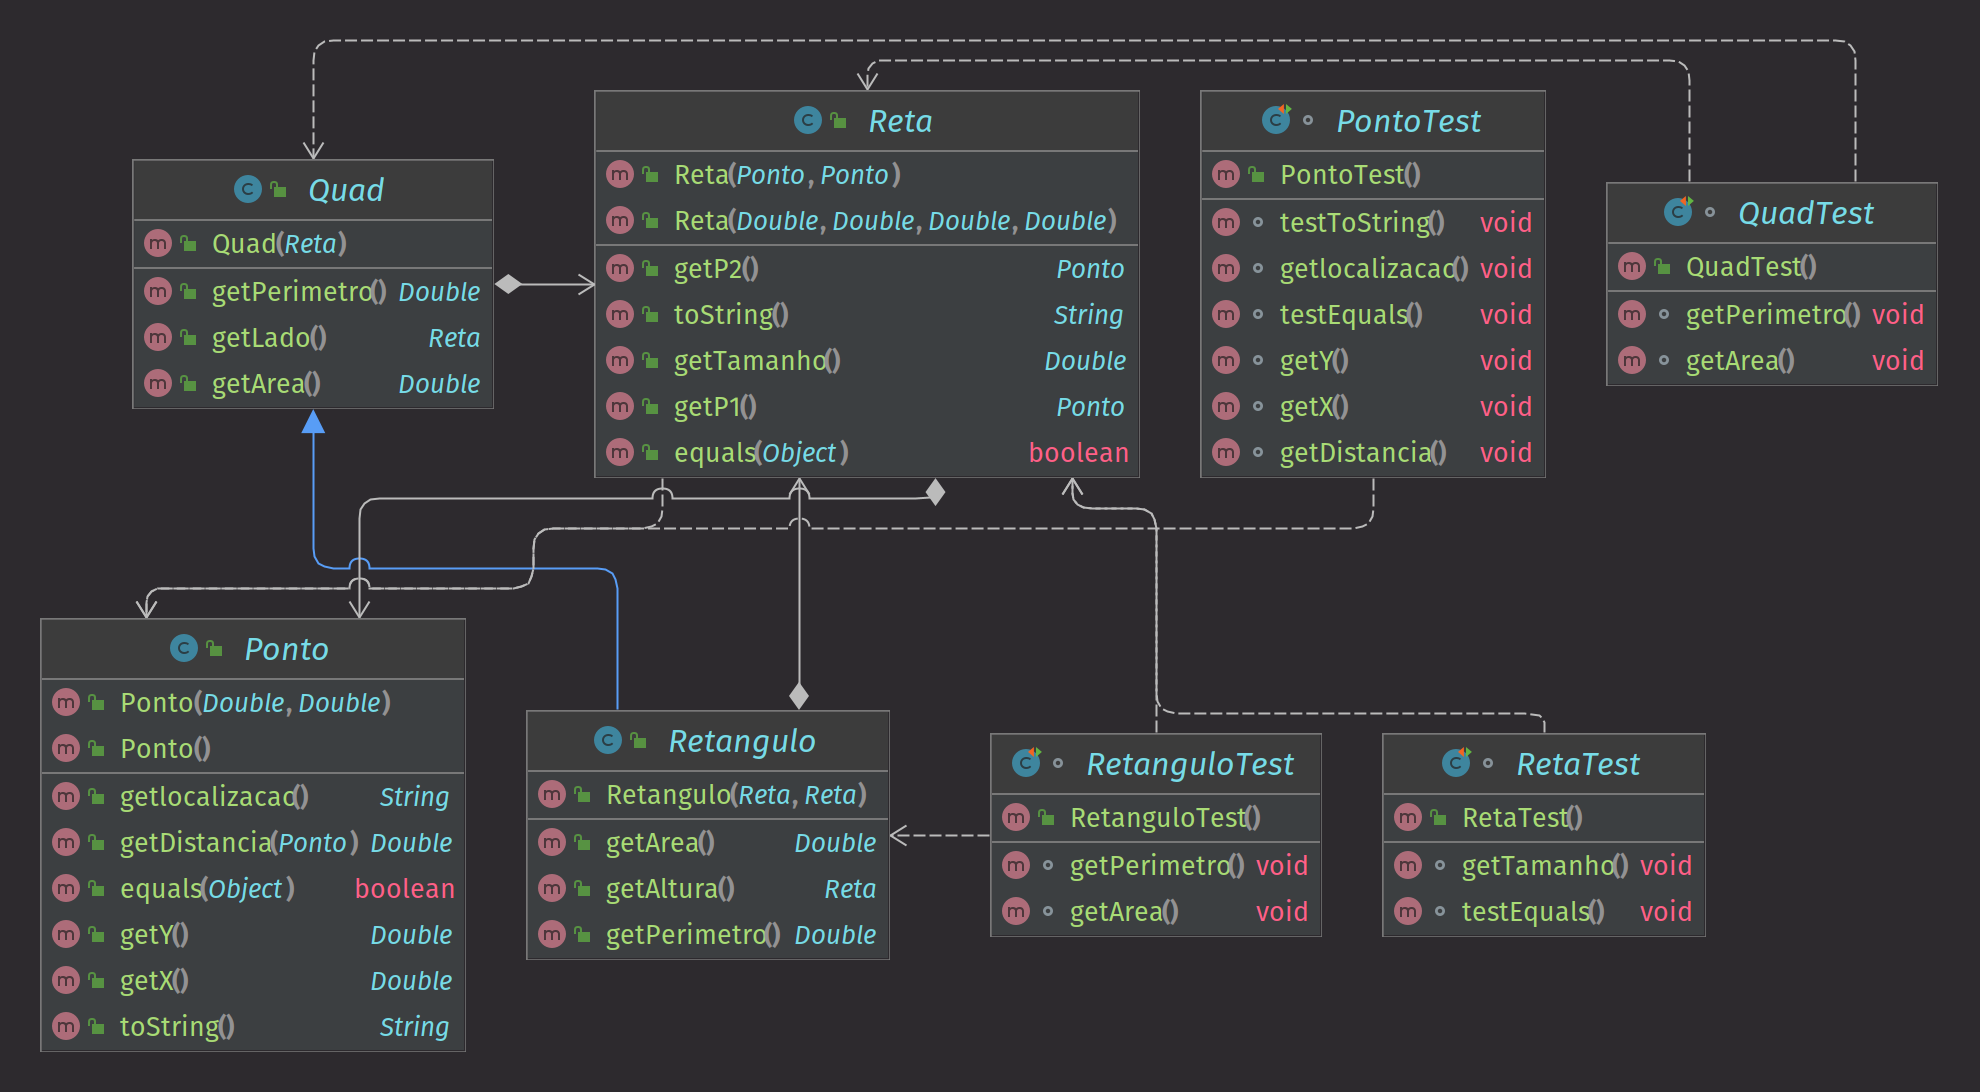 Quad
Quad(Reta)
getPerimetro() Double
getLado() Reta
getArea() Double
Reta
Reta(Ponto, Ponto)
Reta(Double, Double, Double, Double)
getP2() Ponto
toString() String
getTamanho() Double
getP1() Ponto
equals(Object) boolean
PontoTest
PontoTest()
testToString() void
getlocalizacao() void
testEquals() void
getY() void
getX() void
getDistancia() void
QuadTest
QuadTest()
getPerimetro() void
getArea() void
Ponto
Ponto(Double, Double)
Ponto()
getlocalizacao() String
getDistancia(Ponto) Double
equals(Object) boolean
getY() Double
getX() Double
toString() String
Retangulo
Retangulo(Reta, Reta)
getArea() Double
getAltura() Reta
getPerimetro() Double
RetanguloTest
RetanguloTest()
getPerimetro() void
getArea() void
RetaTest
RetaTest()
getTamanho() void
testEquals() void